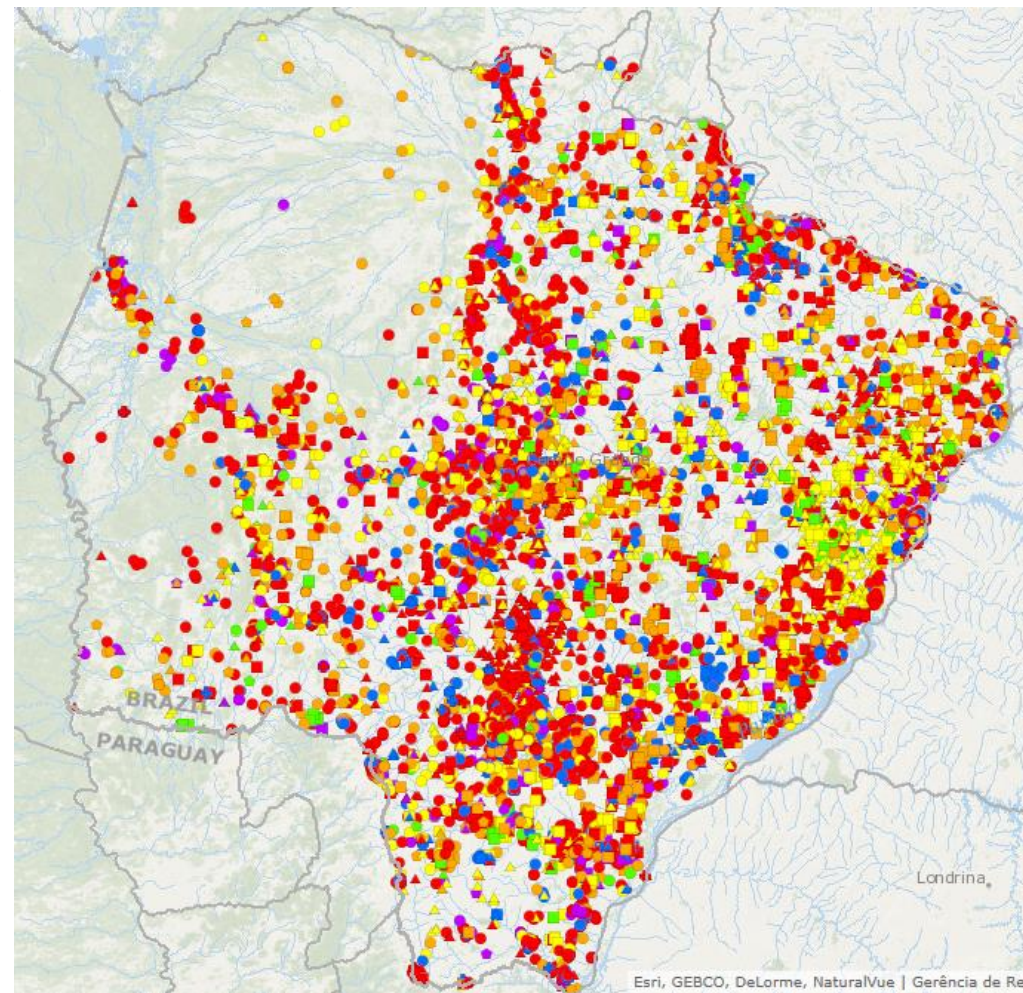 BRAZIL
PARAGUAY
Londrina
Esri, GEBCO, DeLorme, NaturalVue | Gerência de Re